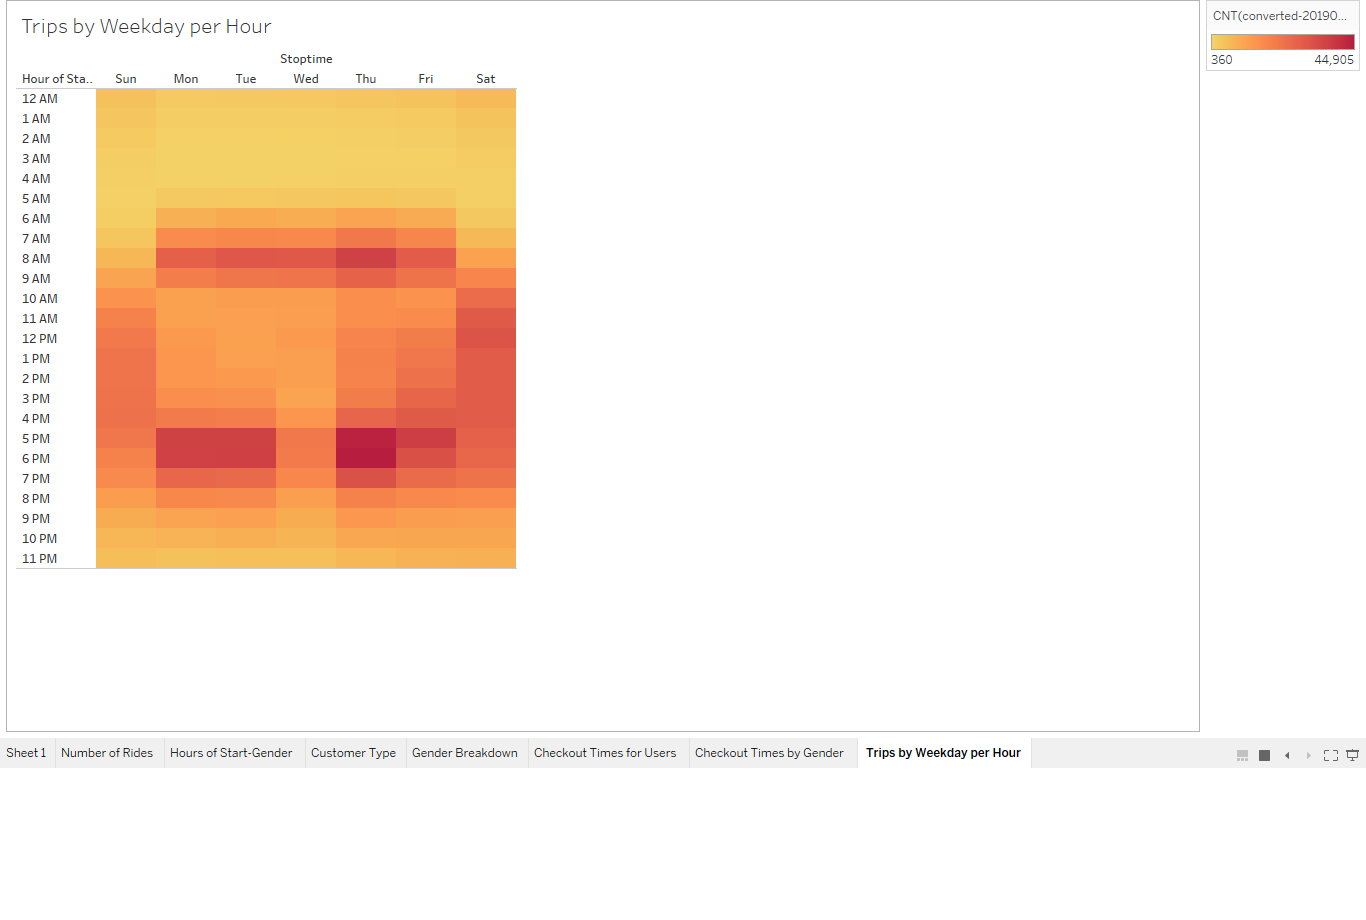 Trips by Weekday per Hour
Stoptime
Hour of Sta.. Sun Mon Tue Wed Thu Fri Sat
12 AM
1 AM
2 AM
3 AM
4 AM
5 AM
6 AM
7 AM
8 AM
9 AM
10 AM
11 AM
12 PM
1 PM
2 PM
3 PM
4 PM
5 PM
6 PM
7 PM
8 PM
9 PM
10 PM
11 PM
CNT(converted-20190...
360 44,905
Sheet 1 Number of Rides Hours of Start-Gender Customer Type Gender Breakdown Checkout Times for Users Checkout Times by Gender Trips by Weekday per Hour